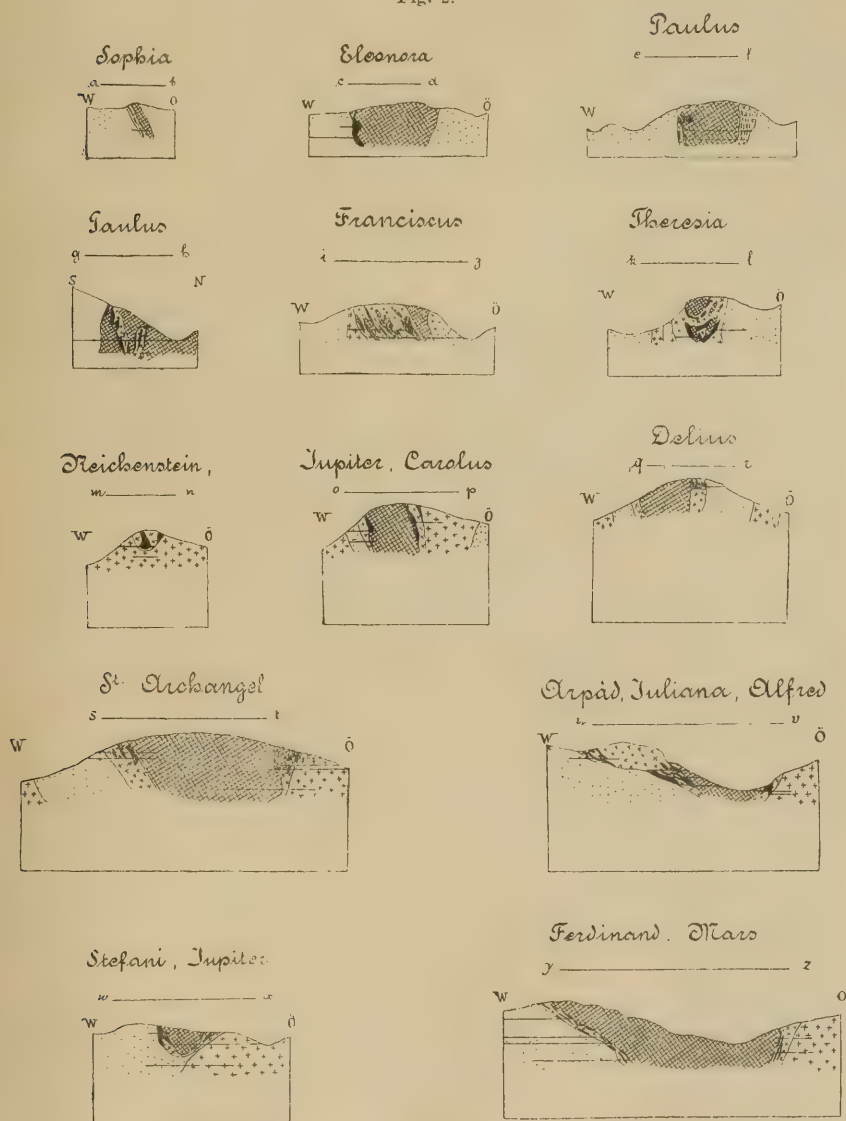 Fig. 2.
Sophia Eleonora Paulus
a b c d e f
W O W Ö W
Paulus Franciscus Theresia
g h i j k l
S N W Ö W Ö
Reichenstein, Jupiter, Carolus Delius
m n o p q r
W Ö W Ö W Ö
St. Archangel Arpád, Juliana, Alfred
s t u v
W Ö W Ö
Stefani, Jupiter Ferdinand. Mars
w x y z
W Ö W O